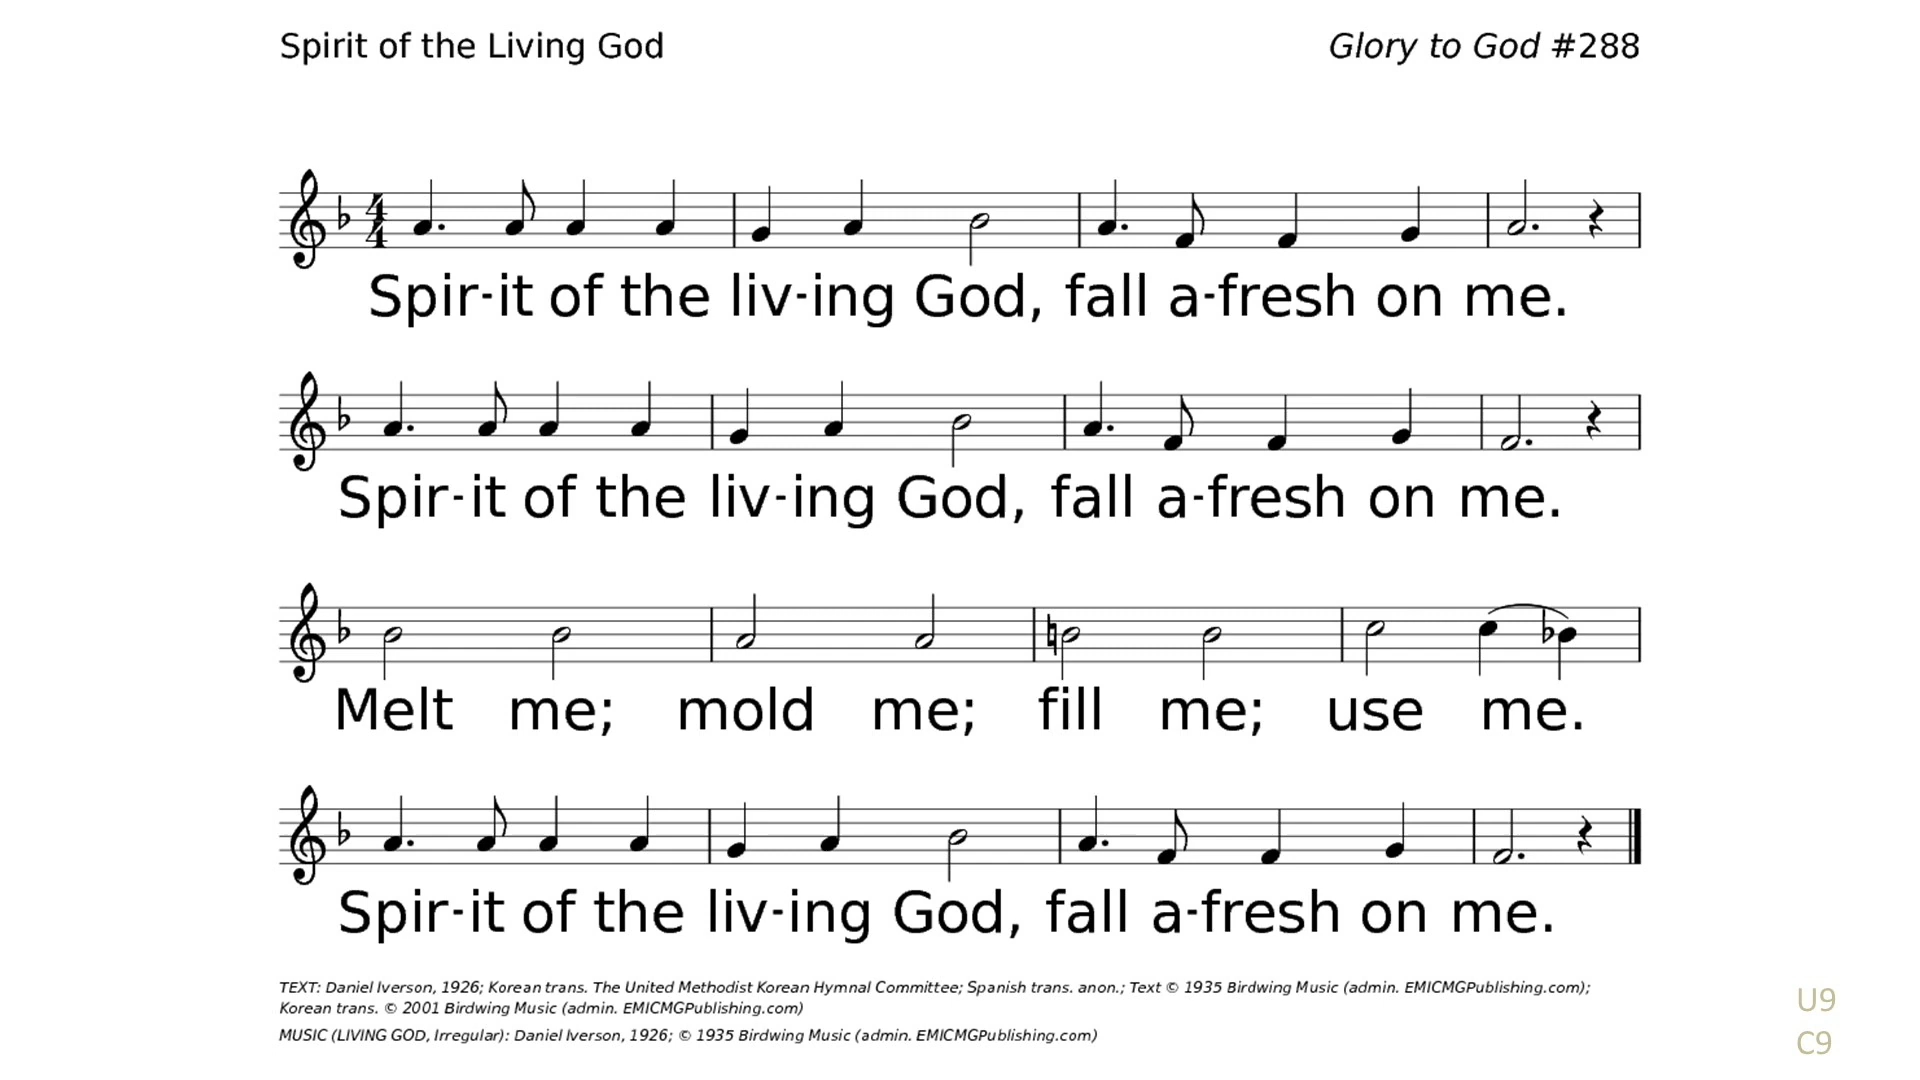 Spirit of the Living God
Glory to God #288
Spir-it of the liv-ing God, fall a-fresh on me.
Spir-it of the liv-ing God, fall a-fresh on me.
Melt me; mold me; fill me; use me.
Spir-it of the liv-ing God, fall a-fresh on me.
TEXT: Daniel Iverson, 1926; Korean trans. The United Methodist Korean Hymnal Committee; Spanish trans. anon.; Text © 1935 Birdwing Music (admin. EMICMGPublishing.com);
Korean trans. © 2001 Birdwing Music (admin. EMICMGPublishing.com)
MUSIC (LIVING GOD, Irregular): Daniel Iverson, 1926; © 1935 Birdwing Music (admin. EMICMGPublishing.com)
U9
C9